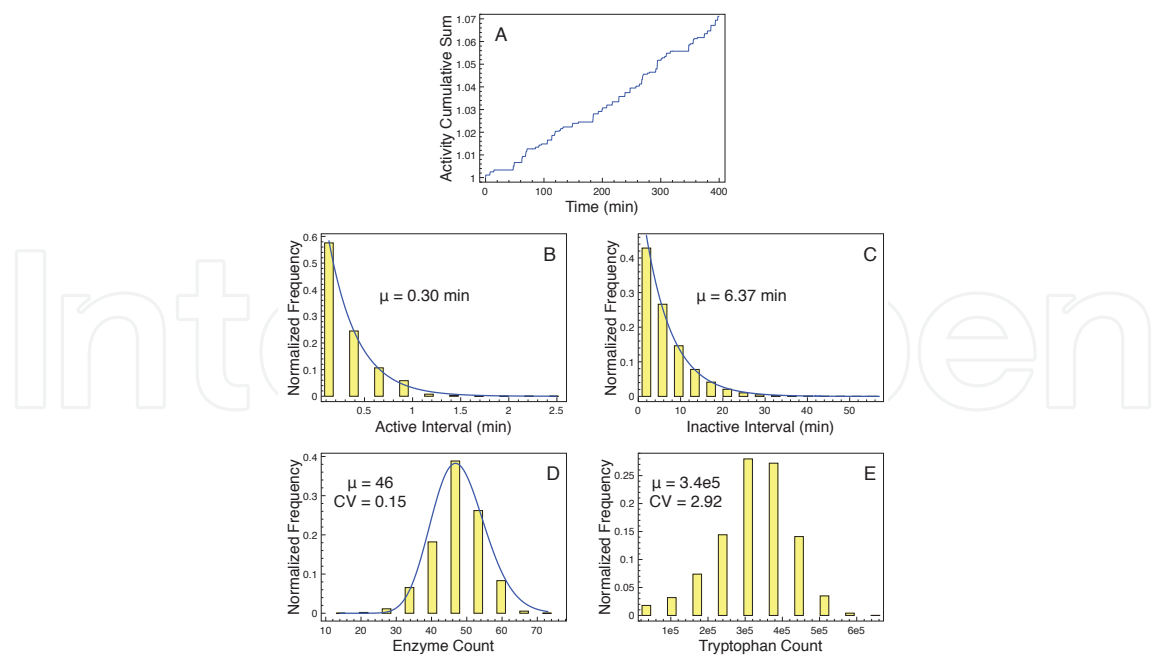 A
Activity Cumulative Sum
1.07
1.06
1.05
1.04
1.03
1.02
1.01
1
0 100 200 300 400
Time (min)
B
Normalized Frequency
0.6
0.5
0.4
0.3
0.2
0.1
0
μ = 0.30 min
0.5 1 1.5 2 2.5
Active Interval (min)
C
Normalized Frequency
0.4
0.3
0.2
0.1
0
μ = 6.37 min
0 10 20 30 40 50
Inactive Interval (min)
D
Normalized Frequency
0.4
0.3
0.2
0.1
0
μ = 46
CV = 0.15
10 20 30 40 50 60 70
Enzyme Count
E
Normalized Frequency
0.25
0.2
0.15
0.1
0.05
0
μ = 3.4e5
CV = 2.92
1e5 2e5 3e5 4e5 5e5 6e5
Tryptophan Count